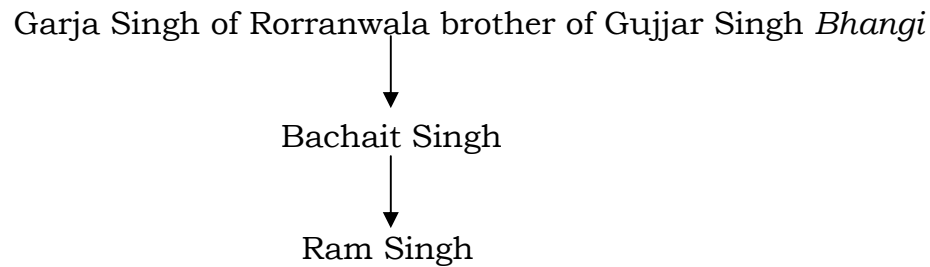 Garja Singh of Rorranwala brother of Gujjar Singh Bhangi
Bachait Singh
Ram Singh